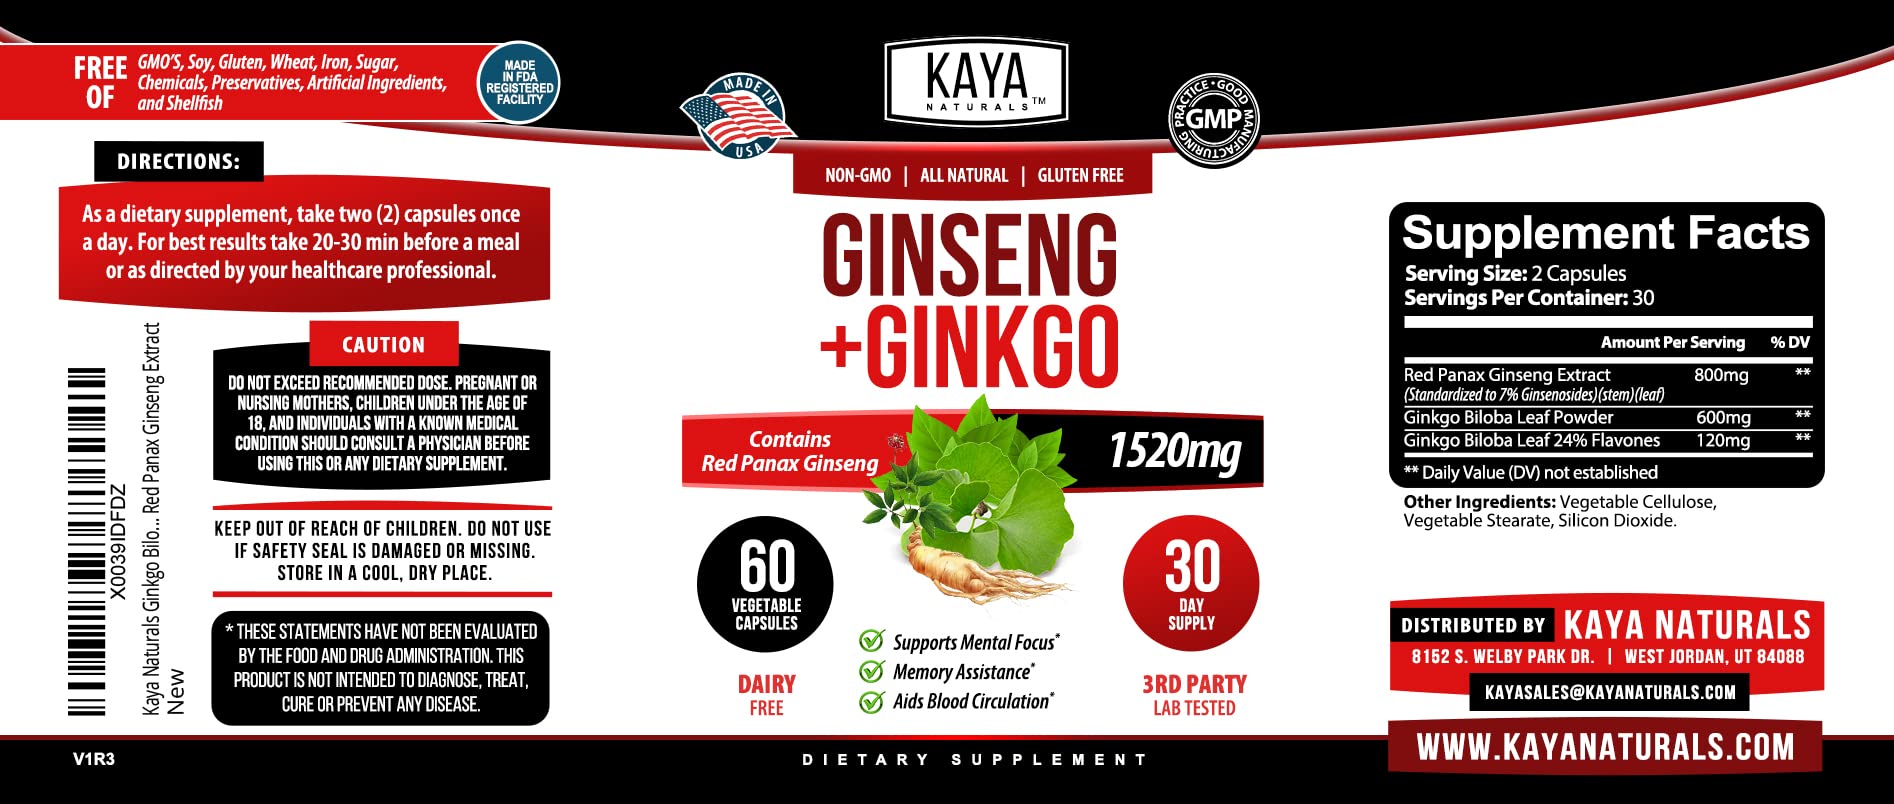 FREE OF
GMO'S, Soy, Gluten, Wheat, Iron, Sugar,
Chemicals, Preservatives, Artificial Ingredients,
and Shellfish
MADE
IN FDA
REGISTERED
FACILITY
DIRECTIONS:
As a dietary supplement, take two (2) capsules once
a day. For best results take 20-30 min before a meal
or as directed by your healthcare professional.
X0039IDFDZ
Kaya Naturals Ginkgo Bilo... Red Panax Ginseng Extract
New
CAUTION
DO NOT EXCEED RECOMMENDED DOSE. PREGNANT OR
NURSING MOTHERS, CHILDREN UNDER THE AGE OF
18, AND INDIVIDUALS WITH A KNOWN MEDICAL
CONDITION SHOULD CONSULT A PHYSICIAN BEFORE
USING THIS OR ANY DIETARY SUPPLEMENT.
KEEP OUT OF REACH OF CHILDREN. DO NOT USE
IF SAFETY SEAL IS DAMAGED OR MISSING.
STORE IN A COOL, DRY PLACE.
* THESE STATEMENTS HAVE NOT BEEN EVALUATED
BY THE FOOD AND DRUG ADMINISTRATION. THIS
PRODUCT IS NOT INTENDED TO DIAGNOSE, TREAT,
CURE OR PREVENT ANY DISEASE.
V1R3
MADE IN
USA
KAYA
NATURALS™
GOOD MANUFACTURING PRACTICE
GMP
NON-GMO | ALL NATURAL | GLUTEN FREE
GINSENG
+GINKGO
Contains
Red Panax Ginseng
1520mg
60
VEGETABLE
CAPSULES
DAIRY
FREE
Supports Mental Focus*
Memory Assistance*
Aids Blood Circulation*
30
DAY
SUPPLY
3RD PARTY
LAB TESTED
DIETARY SUPPLEMENT
Supplement Facts
Serving Size: 2 Capsules
Servings Per Container: 30
Amount Per Serving % DV
Red Panax Ginseng Extract 800mg **
(Standardized to 7% Ginsenosides)(stem)(leaf)
Ginkgo Biloba Leaf Powder 600mg **
Ginkgo Biloba Leaf 24% Flavones 120mg **
** Daily Value (DV) not established
Other Ingredients: Vegetable Cellulose,
Vegetable Stearate, Silicon Dioxide.
DISTRIBUTED BY KAYA NATURALS
8152 S. WELBY PARK DR. | WEST JORDAN, UT 84088
KAYASALES@KAYANATURALS.COM
WWW.KAYANATURALS.COM